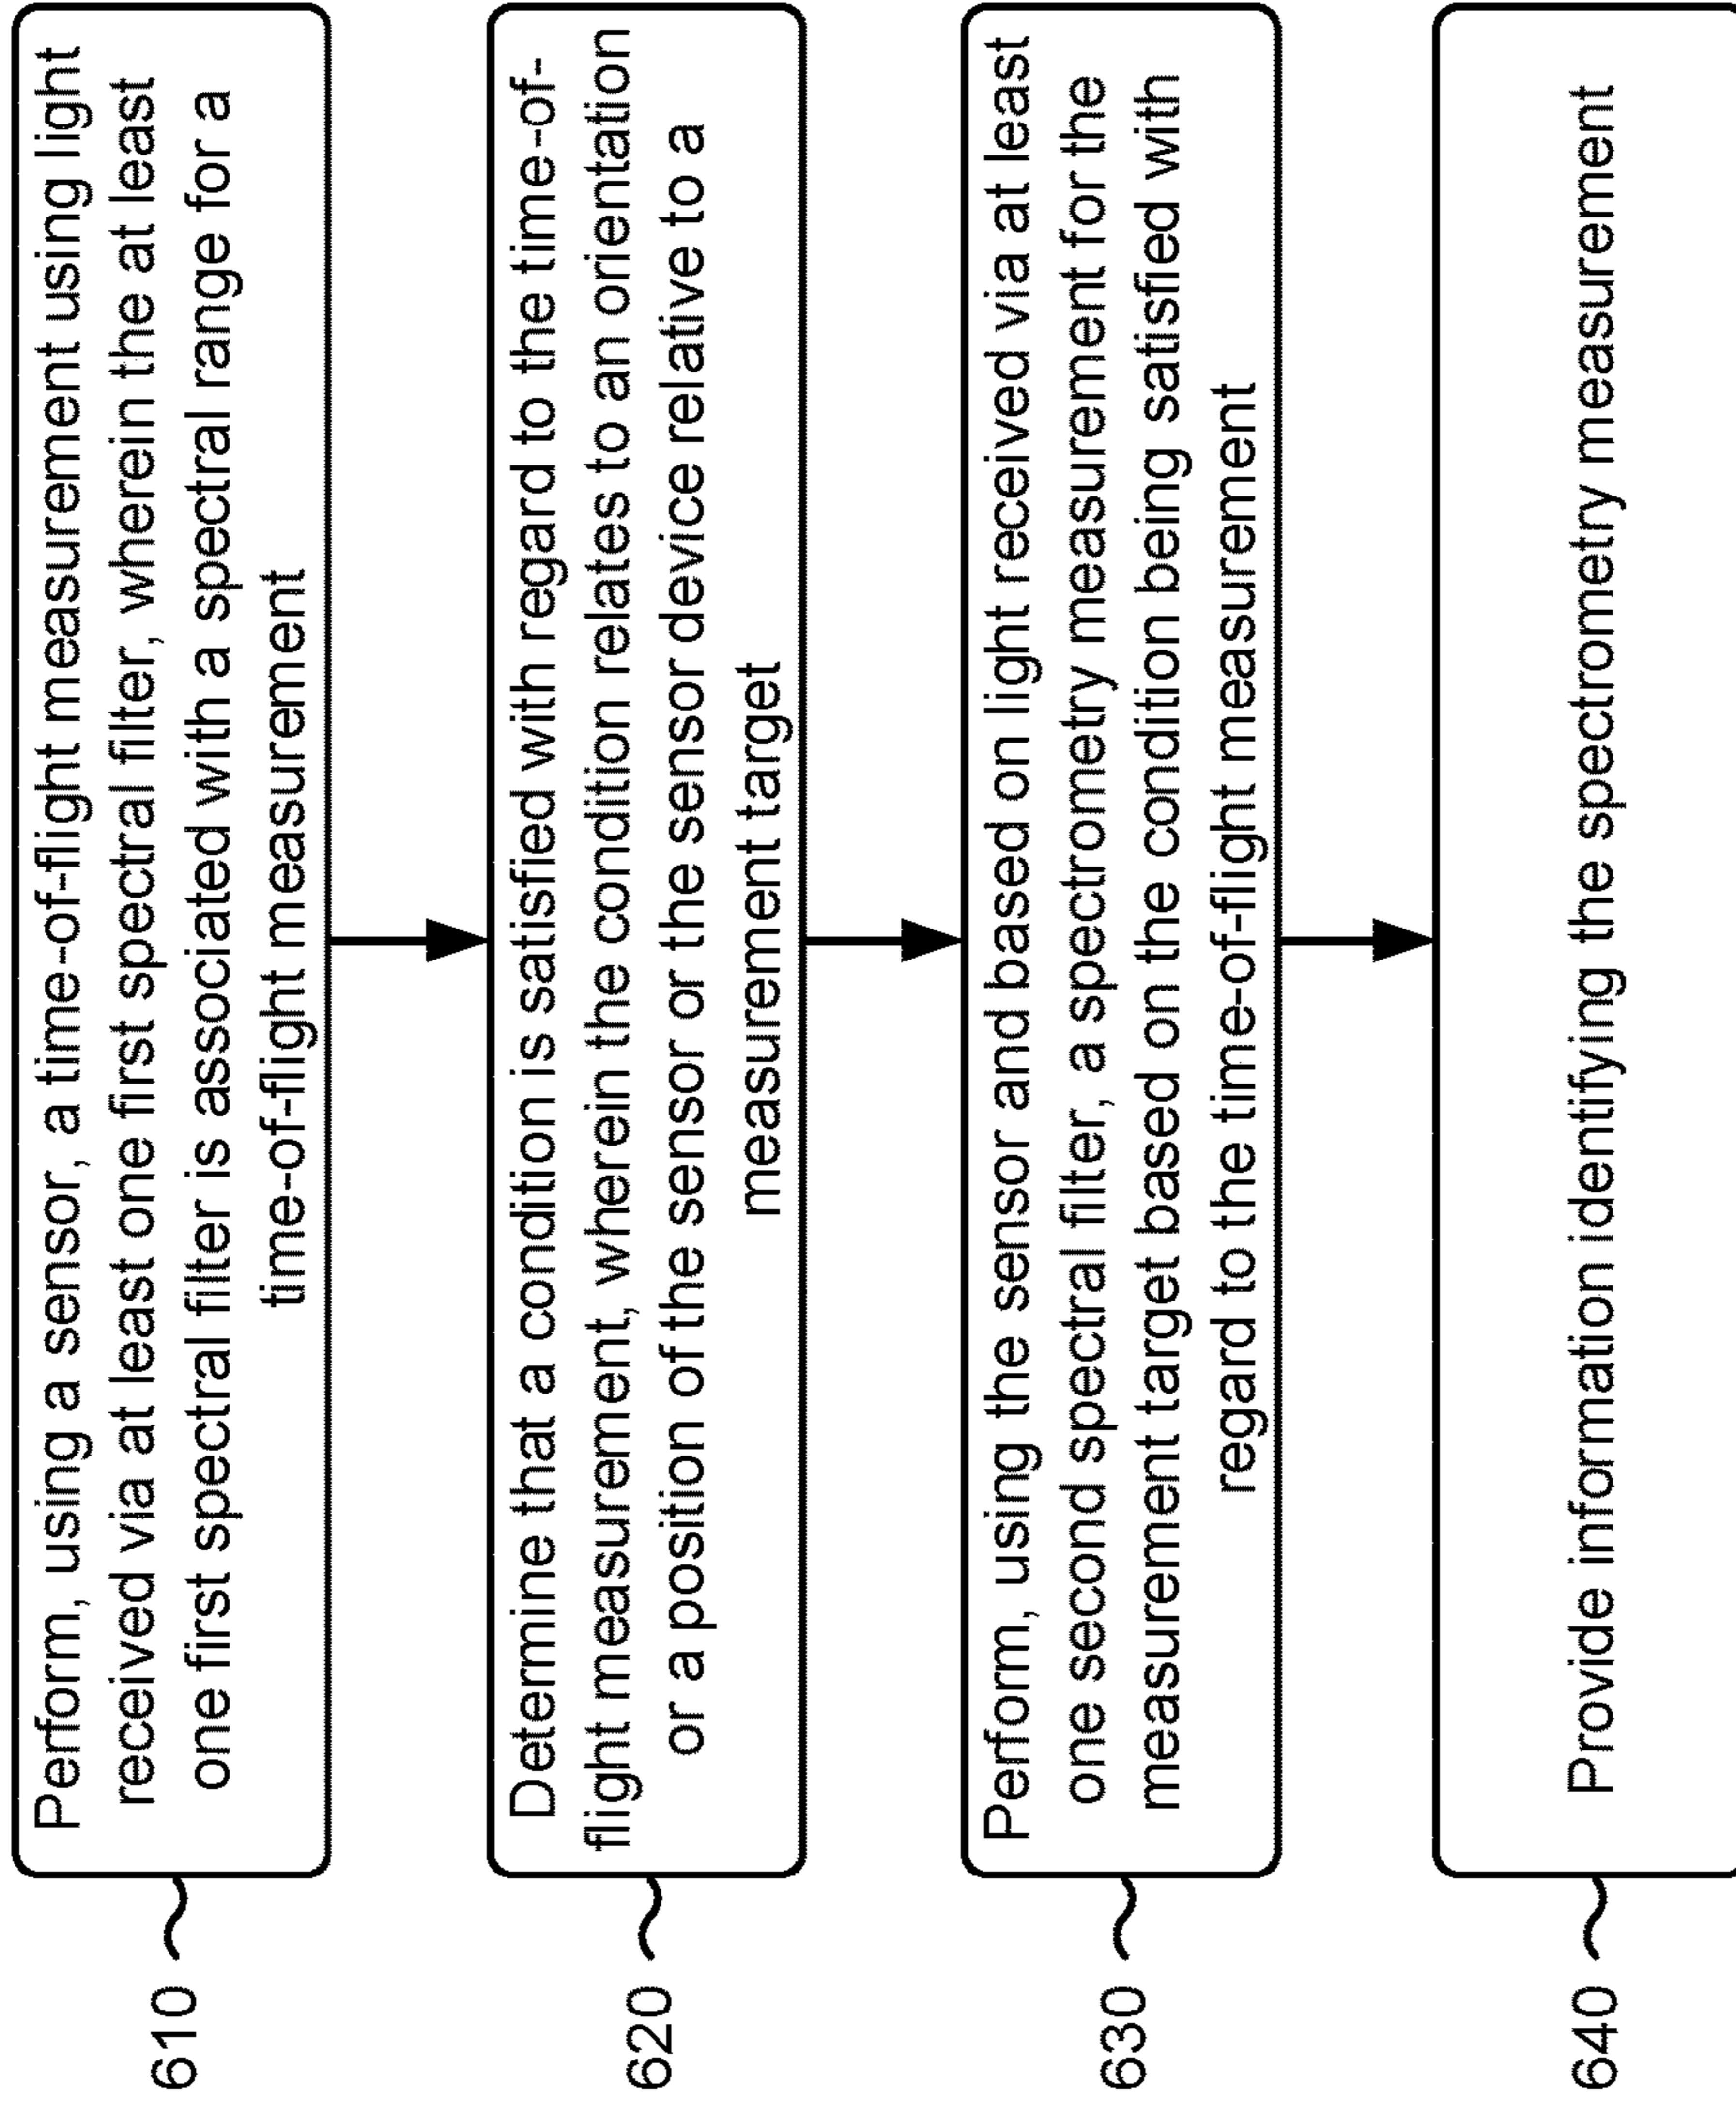 610
Perform, using a sensor, a time-of-flight measurement using light
received via at least one first spectral filter, wherein the at least
one first spectral filter is associated with a spectral range for a
time-of-flight measurement
620
Determine that a condition is satisfied with regard to the time-of-
flight measurement, wherein the condition relates to an orientation
or a position of the sensor or the sensor device relative to a
measurement target
630
Perform, using the sensor and based on light received via at least
one second spectral filter, a spectrometry measurement for the
measurement target based on the condition being satisfied with
regard to the time-of-flight measurement
640
Provide information identifying the spectrometry measurement